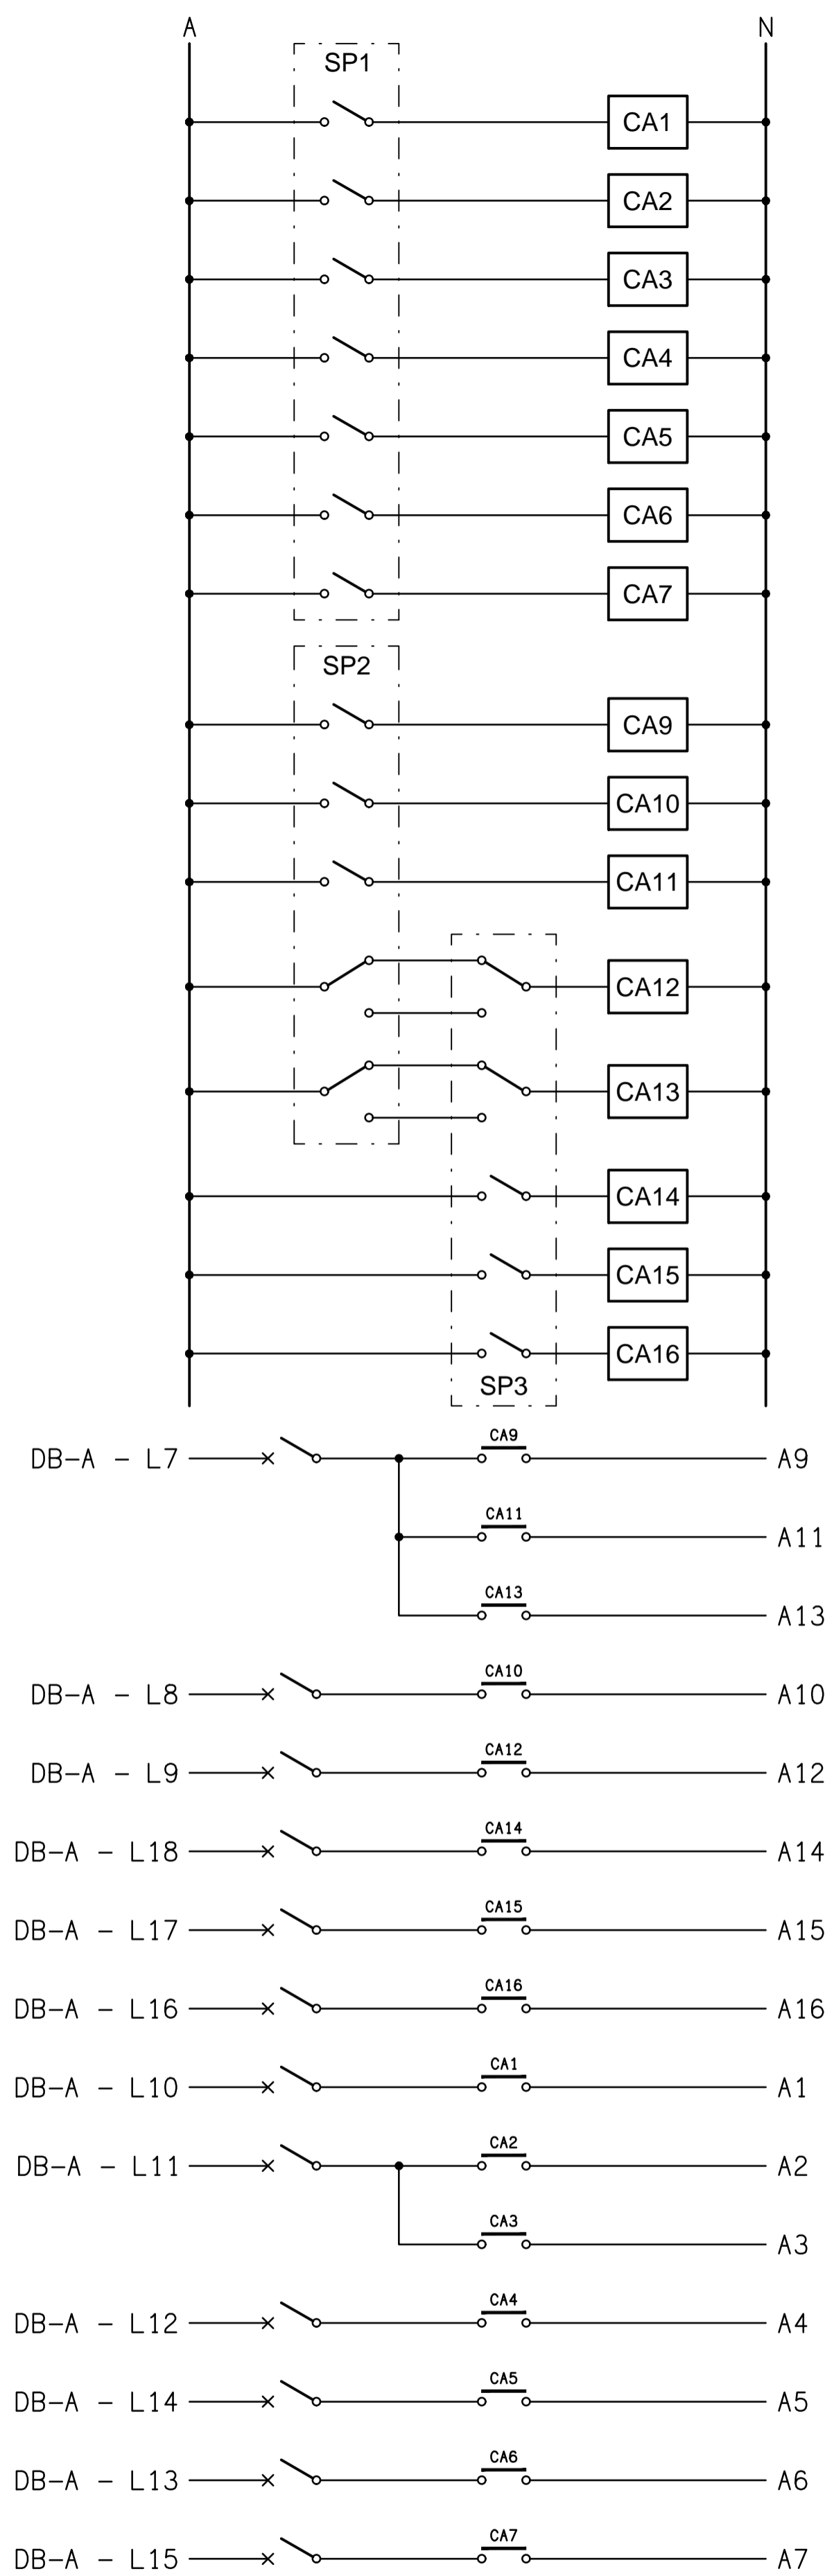 A N
SP1
CA1
CA2
CA3
CA4
CA5
CA6
CA7
SP2
CA9
CA10
CA11
CA12
CA13
CA14
CA15
CA16
SP3
CA9
DB-A - L7 A9
CA11
A11
CA13
A13
CA10
DB-A - L8 A10
CA12
DB-A - L9 A12
CA14
DB-A - L18 A14
CA15
DB-A - L17 A15
CA16
DB-A - L16 A16
CA1
DB-A - L10 A1
CA2
DB-A - L11 A2
CA3
A3
CA4
DB-A - L12 A4
CA5
DB-A - L14 A5
CA6
DB-A - L13 A6
CA7
DB-A - L15 A7